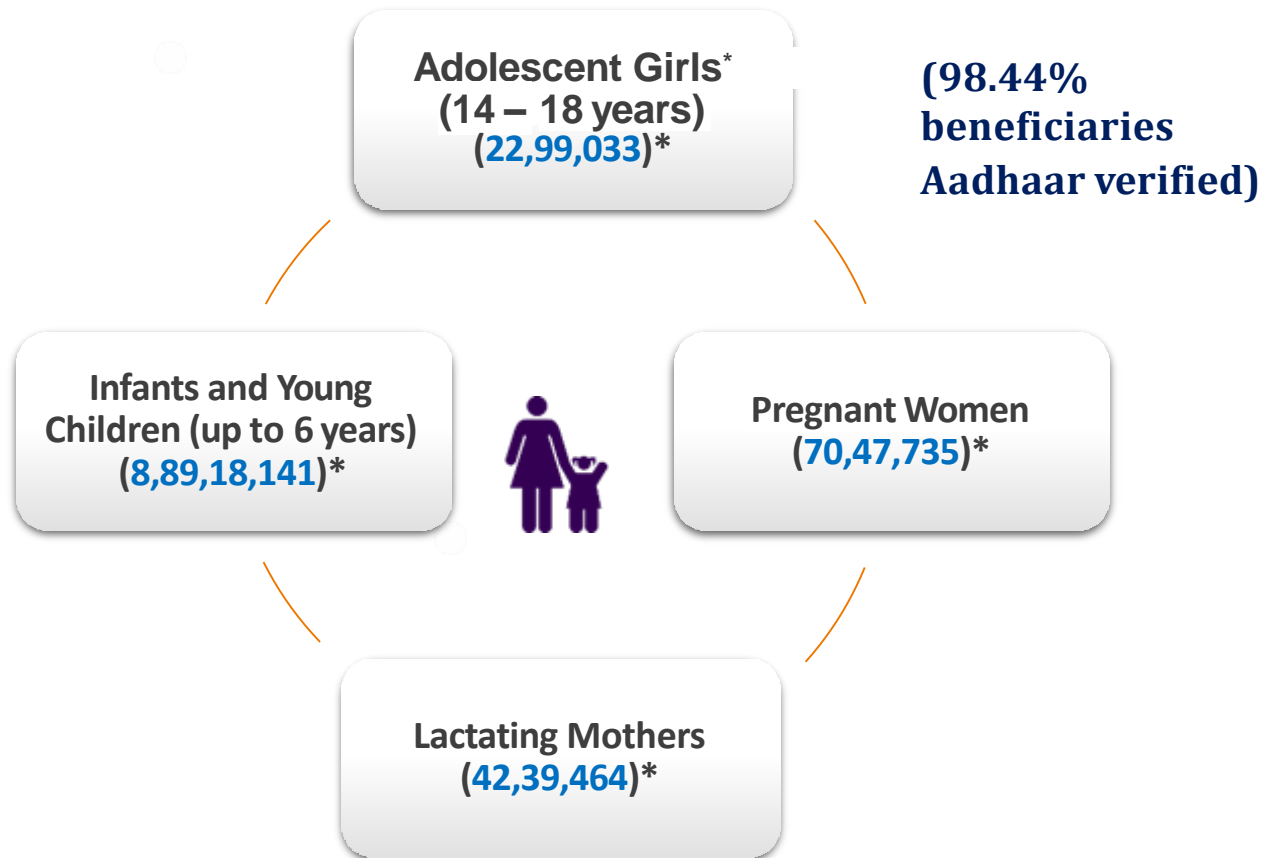 Adolescent Girls*
(14 – 18 years)
(22,99,033)*
(98.44%
beneficiaries
Aadhaar verified)
Infants and Young
Children (up to 6 years)
(8,89,18,141)*
Pregnant Women
(70,47,735)*
Lactating Mothers
(42,39,464)*